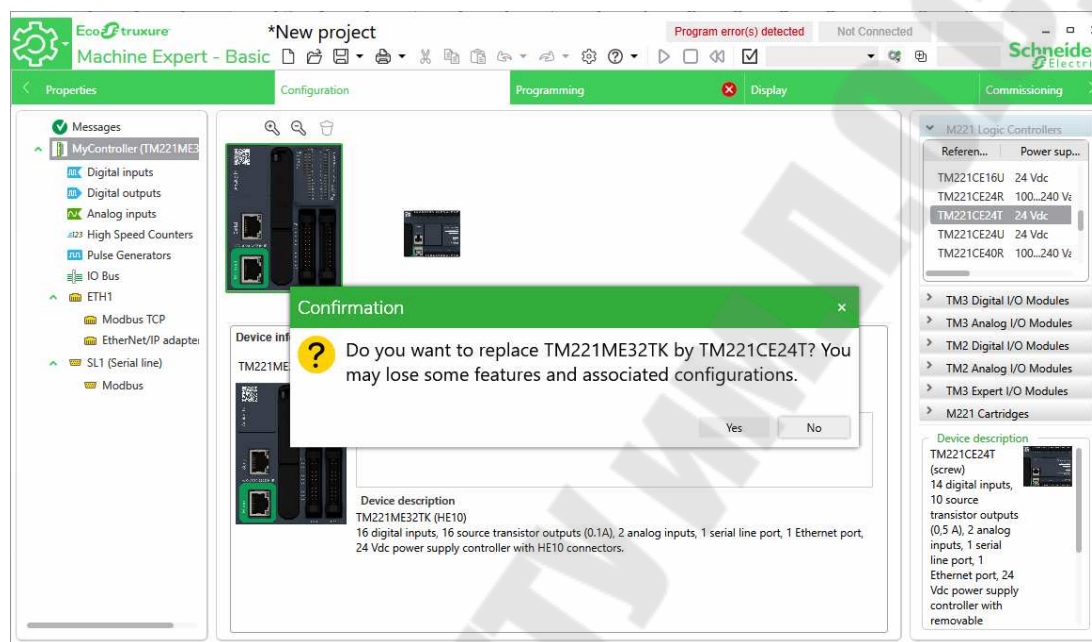 EcoStruxure
Machine Expert - Basic
*New project
Program error(s) detected
Not Connected
Schneide
Electri
Properties
Configuration
Programming
Display
Commissioning
Messages
MyController (TM221ME3
Digital inputs
Digital outputs
Analog inputs
High Speed Counters
Pulse Generators
IO Bus
ETH1
Modbus TCP
EtherNet/IP adapte
SL1 (Serial line)
Modbus
Device inf
TM221ME
Confirmation
Do you want to replace TM221ME32TK by TM221CE24T? You
may lose some features and associated configurations.
Yes No
Device description
TM221ME32TK (HE10)
16 digital inputs, 16 source transistor outputs (0.1A), 2 analog inputs, 1 serial line port, 1 Ethernet port,
24 Vdc power supply controller with HE10 connectors.
M221 Logic Controllers
Referen... Power sup...
TM221CE16U 24 Vdc
TM221CE24R 100...240 Va
TM221CE24T 24 Vdc
TM221CE24U 24 Vdc
TM221CE40R 100...240 Va
TM3 Digital I/O Modules
TM3 Analog I/O Modules
TM2 Digital I/O Modules
TM2 Analog I/O Modules
TM3 Expert I/O Modules
M221 Cartridges
Device description
TM221CE24T
(screw)
14 digital inputs,
10 source
transistor outputs
(0,5 A), 2 analog
inputs, 1 serial
line port, 1
Ethernet port, 24
Vdc power supply
controller with
removable